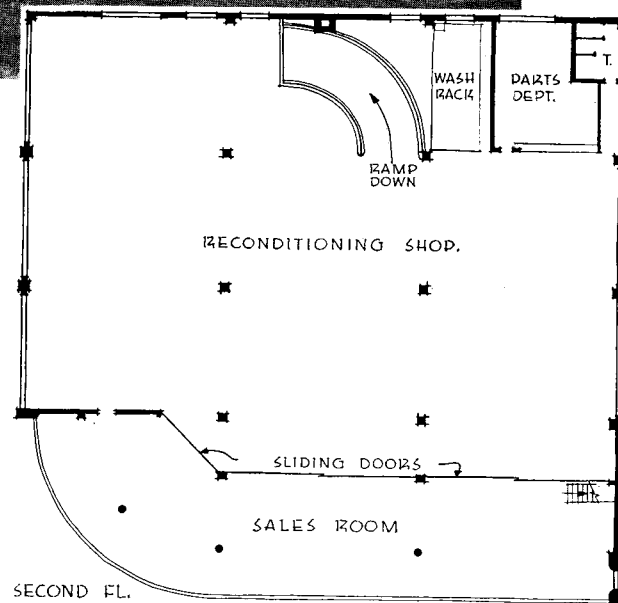 T.
WASH
RACK
PARTS
DEPT.
RAMP
DOWN
RECONDITIONING SHOP.
SLIDING DOORS
SALES ROOM
SECOND FL.